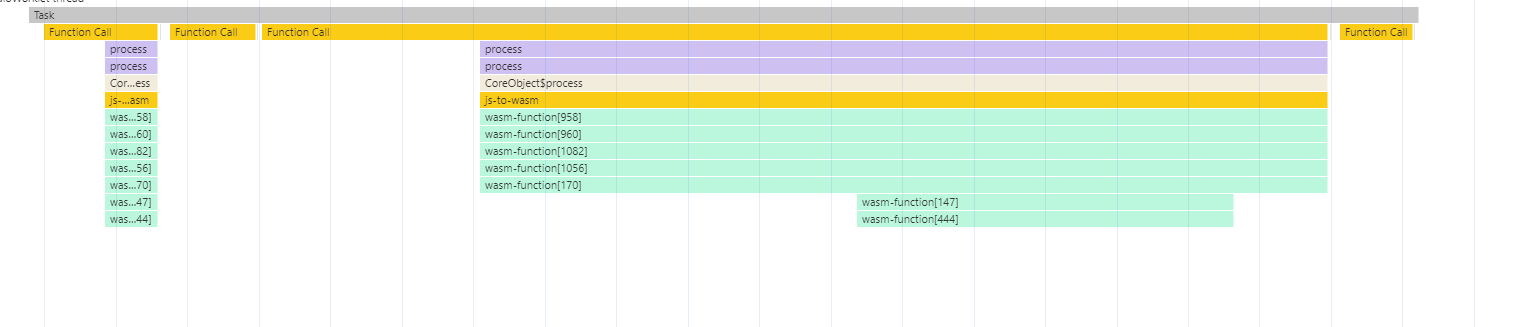 Task
Function Call Function Call Function Call Function Call
process process
process process
Cor...ess CoreObject$process
js-...asm js-to-wasm
was...58] wasm-function[958]
was...60] wasm-function[960]
was...82] wasm-function[1082]
was...56] wasm-function[1056]
was...70] wasm-function[170]
was...47] wasm-function[147]
was...44] wasm-function[444]